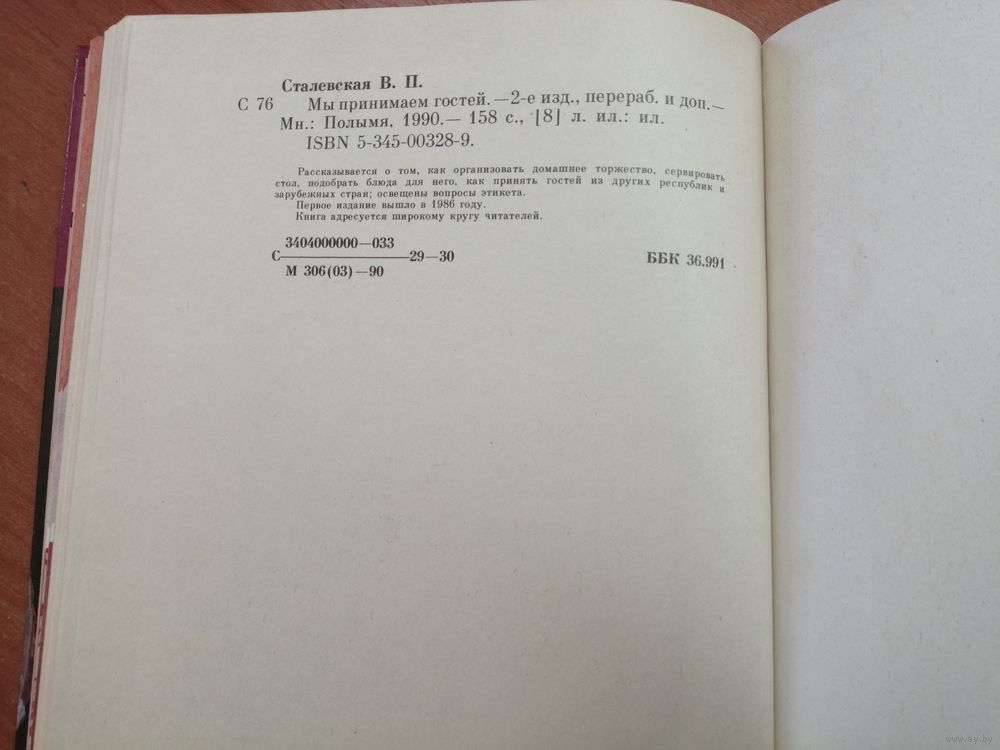 Сталевская В. П.
С 76 Мы принимаем гостей.—2-е изд., перераб. и доп.—
Мн.: Полымя, 1990.— 158 с., [8] л. ил.: ил.
ISBN 5-345-00328-9.
Рассказывается о том, как организовать домашнее торжество, сервировать
стол, подобрать блюда для него, как принять гостей из других республик и
зарубежных стран; освещены вопросы этикета.
Первое издание вышло в 1986 году.
Книга адресуется широкому кругу читателей.
3404000000—033
С————————29—30
М 306(03)—90
ББК 36.991
www.ay.by